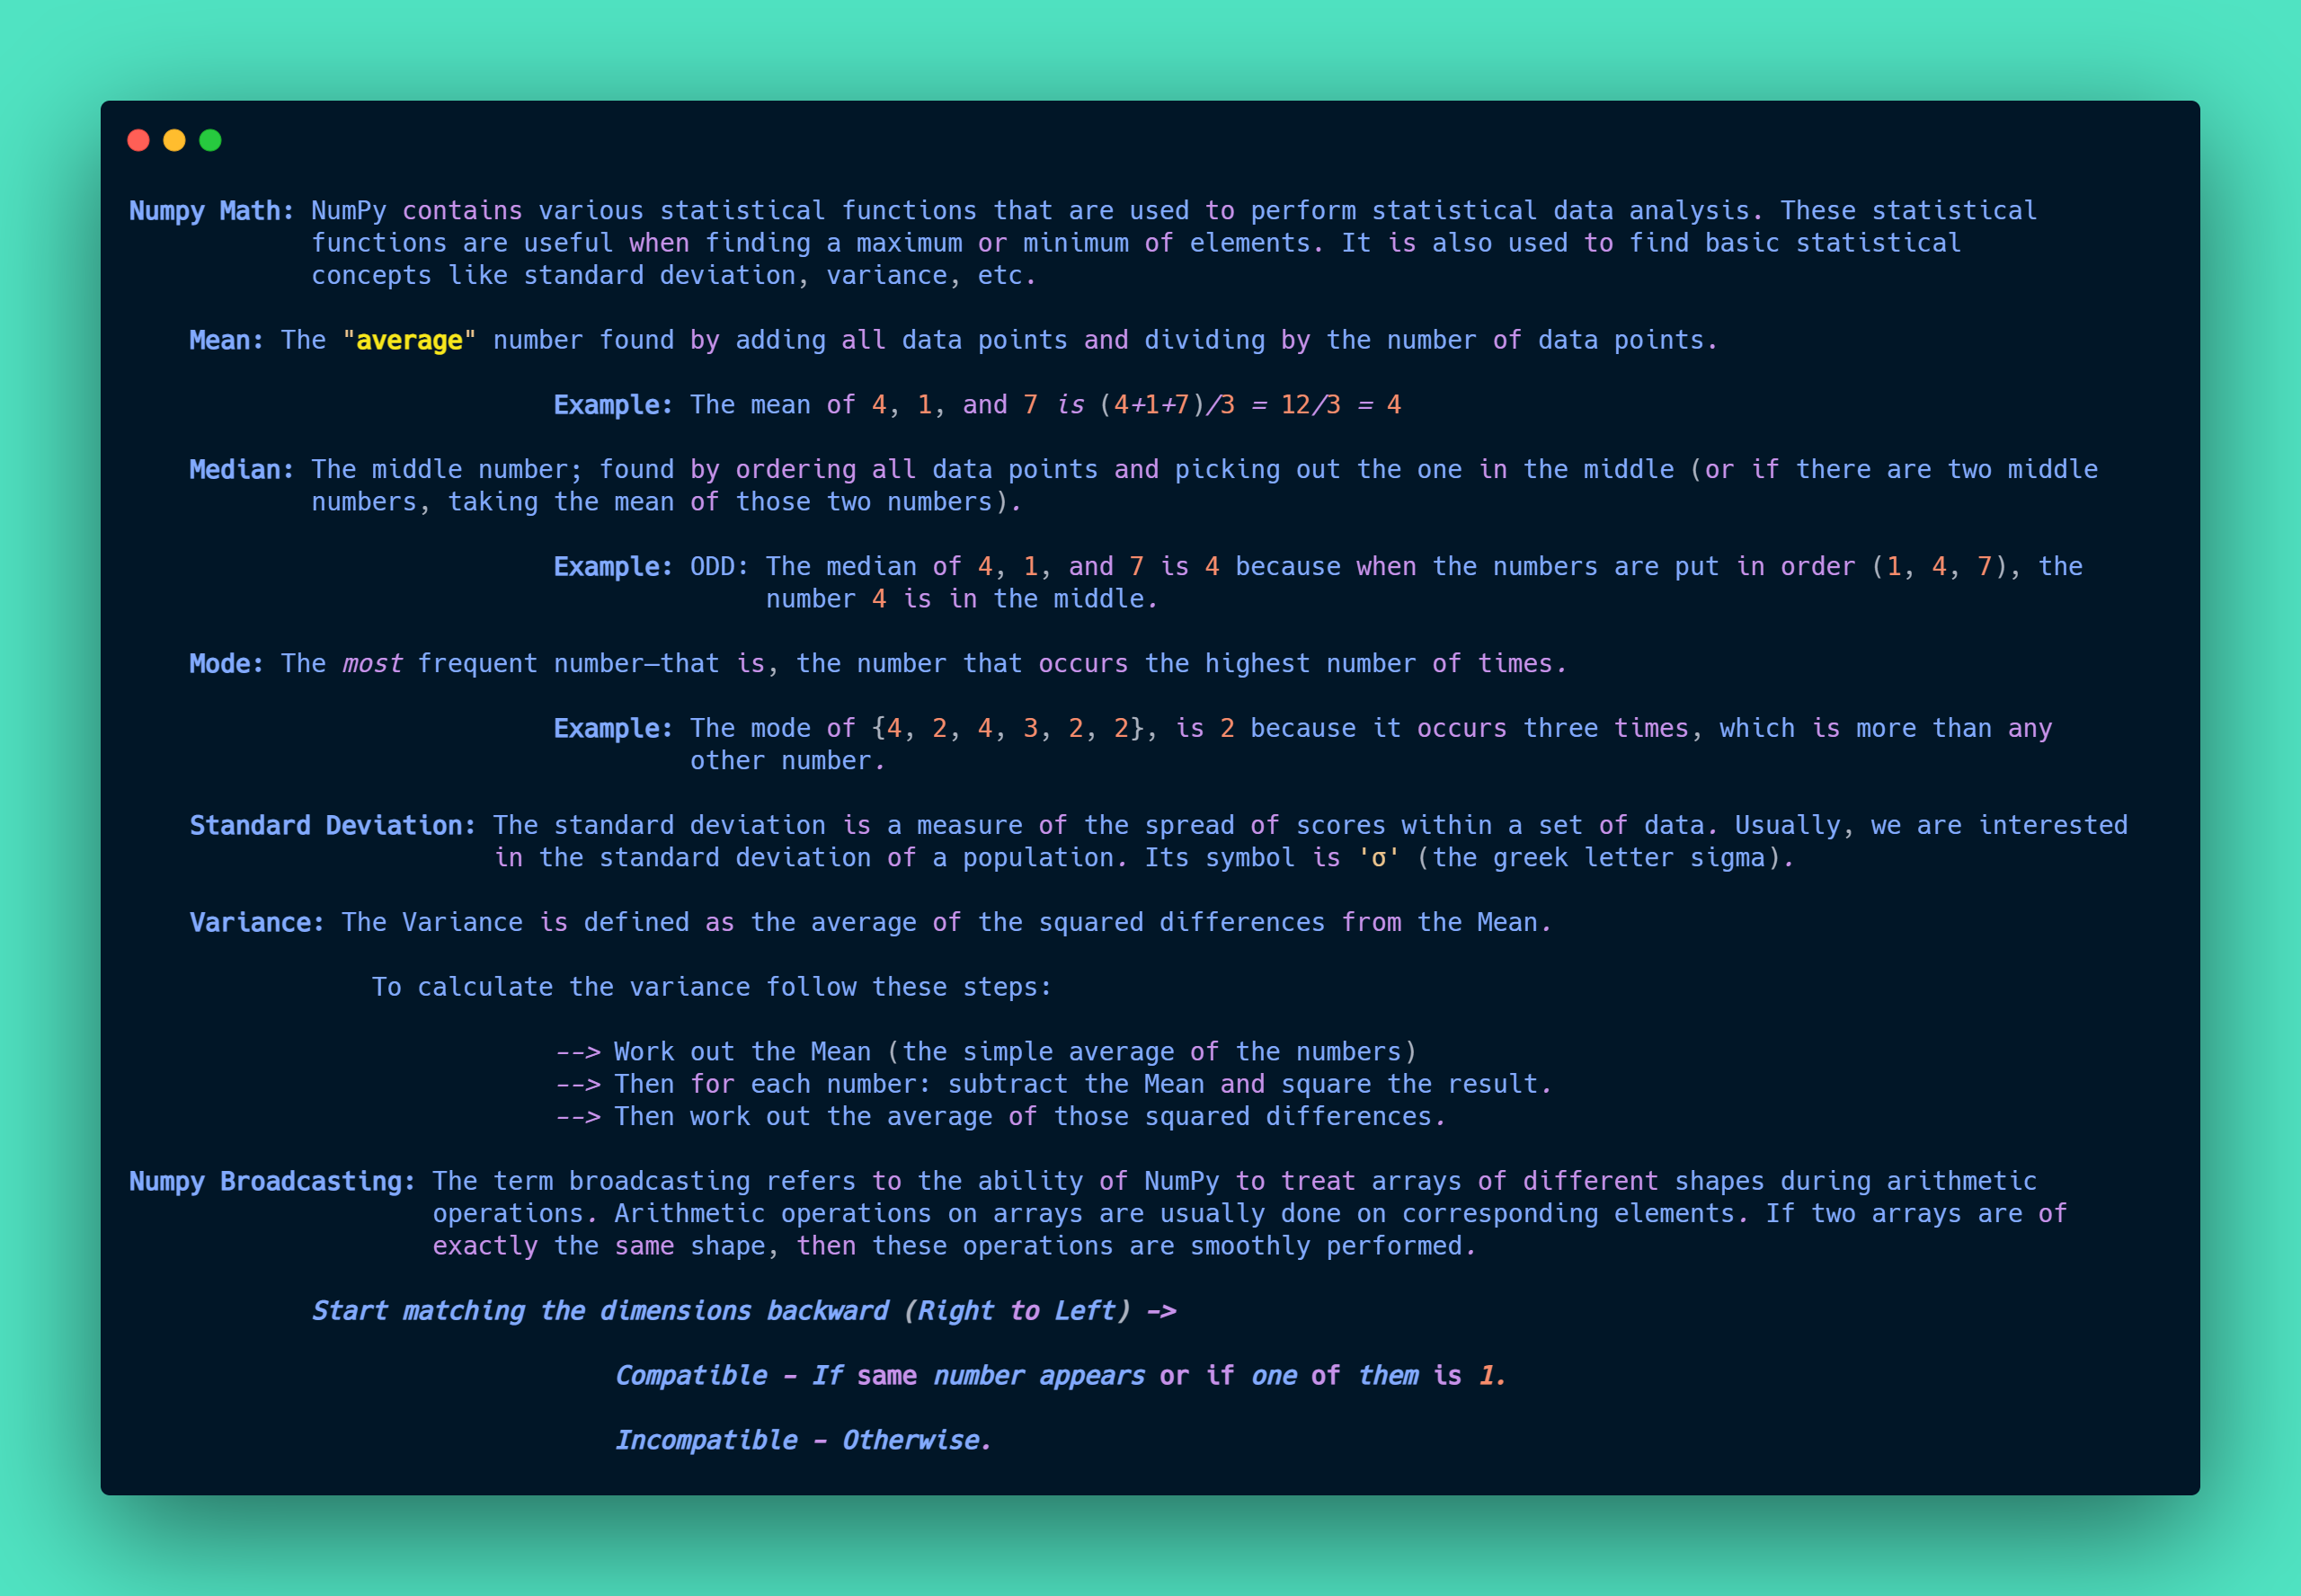 Numpy Math: NumPy contains various statistical functions that are used to perform statistical data analysis. These statistical
functions are useful when finding a maximum or minimum of elements. It is also used to find basic statistical
concepts like standard deviation, variance, etc.
Mean: The "average" number found by adding all data points and dividing by the number of data points.
Example: The mean of 4, 1, and 7 is (4+1+7)/3 = 12/3 = 4
Median: The middle number; found by ordering all data points and picking out the one in the middle (or if there are two middle
numbers, taking the mean of those two numbers).
Example: ODD: The median of 4, 1, and 7 is 4 because when the numbers are put in order (1, 4, 7), the
number 4 is in the middle.
Mode: The most frequent number—that is, the number that occurs the highest number of times.
Example: The mode of {4, 2, 4, 3, 2, 2}, is 2 because it occurs three times, which is more than any
other number.
Standard Deviation: The standard deviation is a measure of the spread of scores within a set of data. Usually, we are interested
in the standard deviation of a population. Its symbol is 'σ' (the greek letter sigma).
Variance: The Variance is defined as the average of the squared differences from the Mean.
To calculate the variance follow these steps:
--> Work out the Mean (the simple average of the numbers)
--> Then for each number: subtract the Mean and square the result.
--> Then work out the average of those squared differences.
Numpy Broadcasting: The term broadcasting refers to the ability of NumPy to treat arrays of different shapes during arithmetic
operations. Arithmetic operations on arrays are usually done on corresponding elements. If two arrays are of
exactly the same shape, then these operations are smoothly performed.
Start matching the dimensions backward (Right to Left) ->
Compatible - If same number appears or if one of them is 1.
Incompatible - Otherwise.